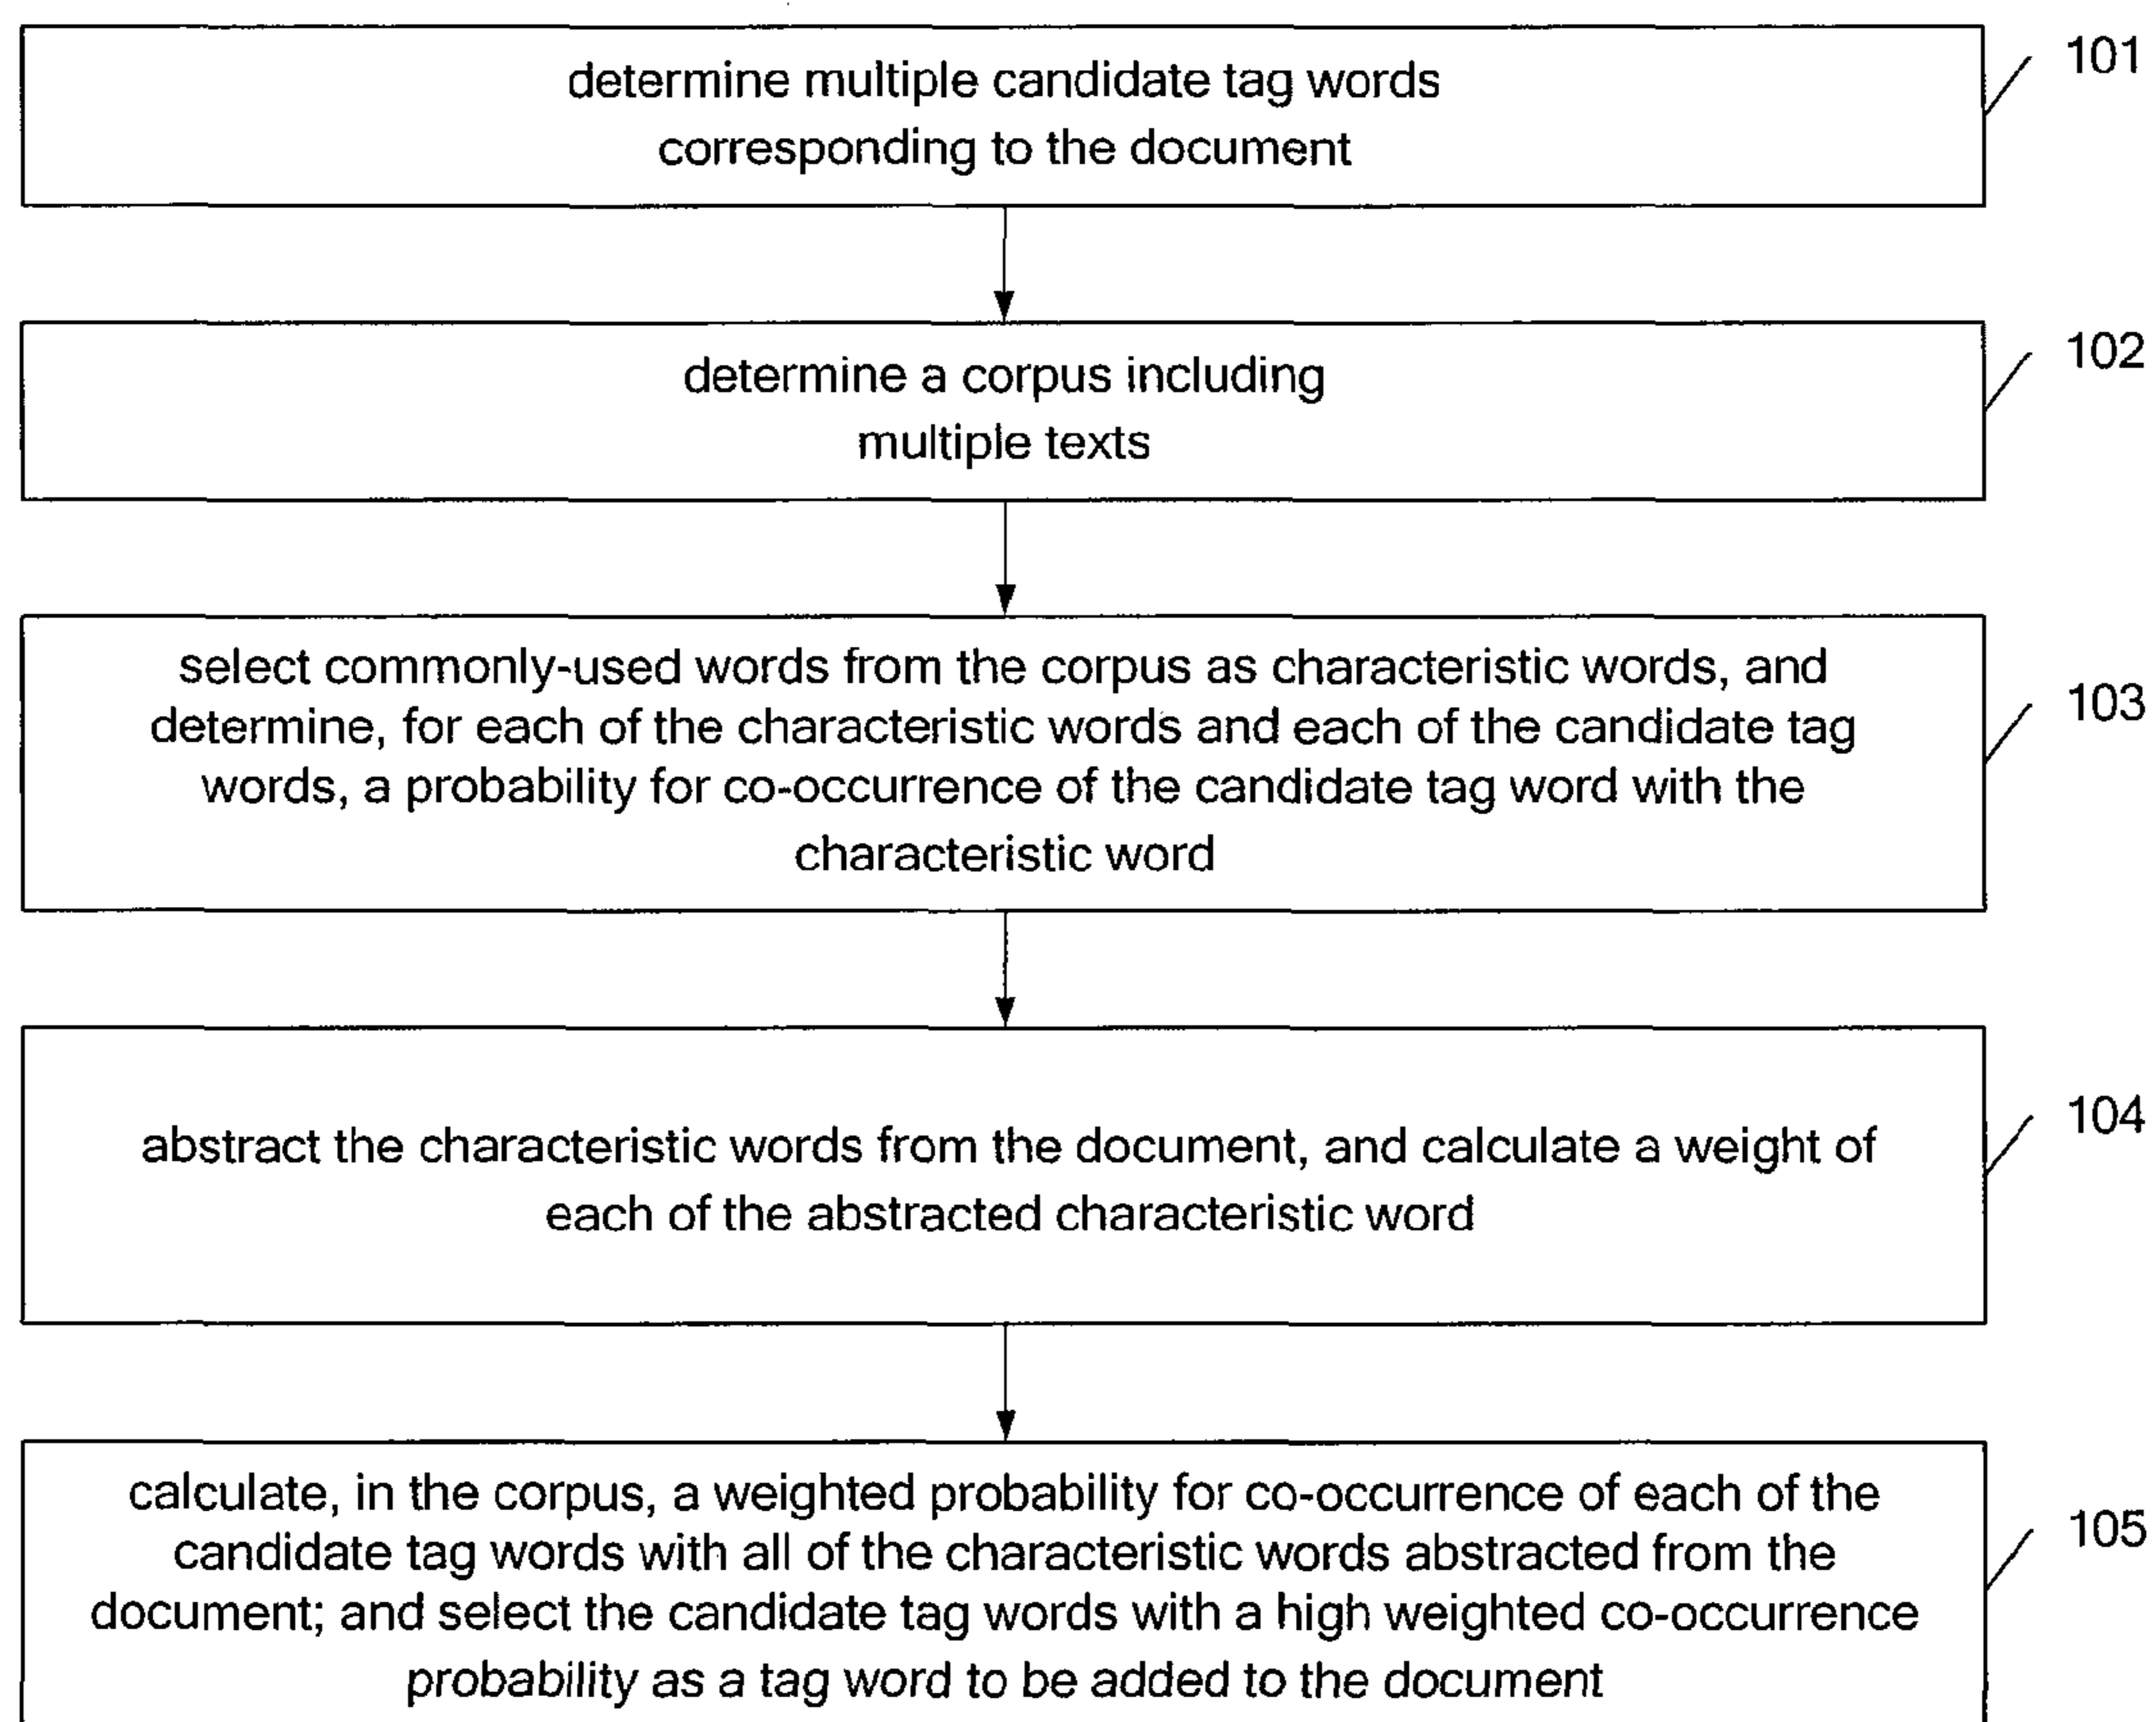 determine multiple candidate tag words
corresponding to the document
101
determine a corpus including
multiple texts
102
select commonly-used words from the corpus as characteristic words, and
determine, for each of the characteristic words and each of the candidate tag
words, a probability for co-occurrence of the candidate tag word with the
characteristic word
103
abstract the characteristic words from the document, and calculate a weight of
each of the abstracted characteristic word
104
calculate, in the corpus, a weighted probability for co-occurrence of each of the
candidate tag words with all of the characteristic words abstracted from the
document; and select the candidate tag words with a high weighted co-occurrence
probability as a tag word to be added to the document
105